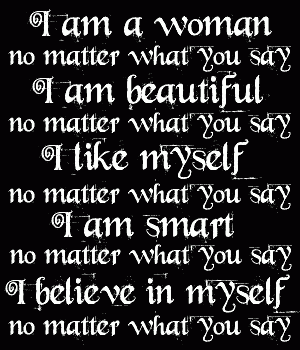 I am a woman
no matter what you say
I am beautiful
no matter what you say
I like myself
no matter what you say
I am smart
no matter what you say
I believe in myself
no matter what you say